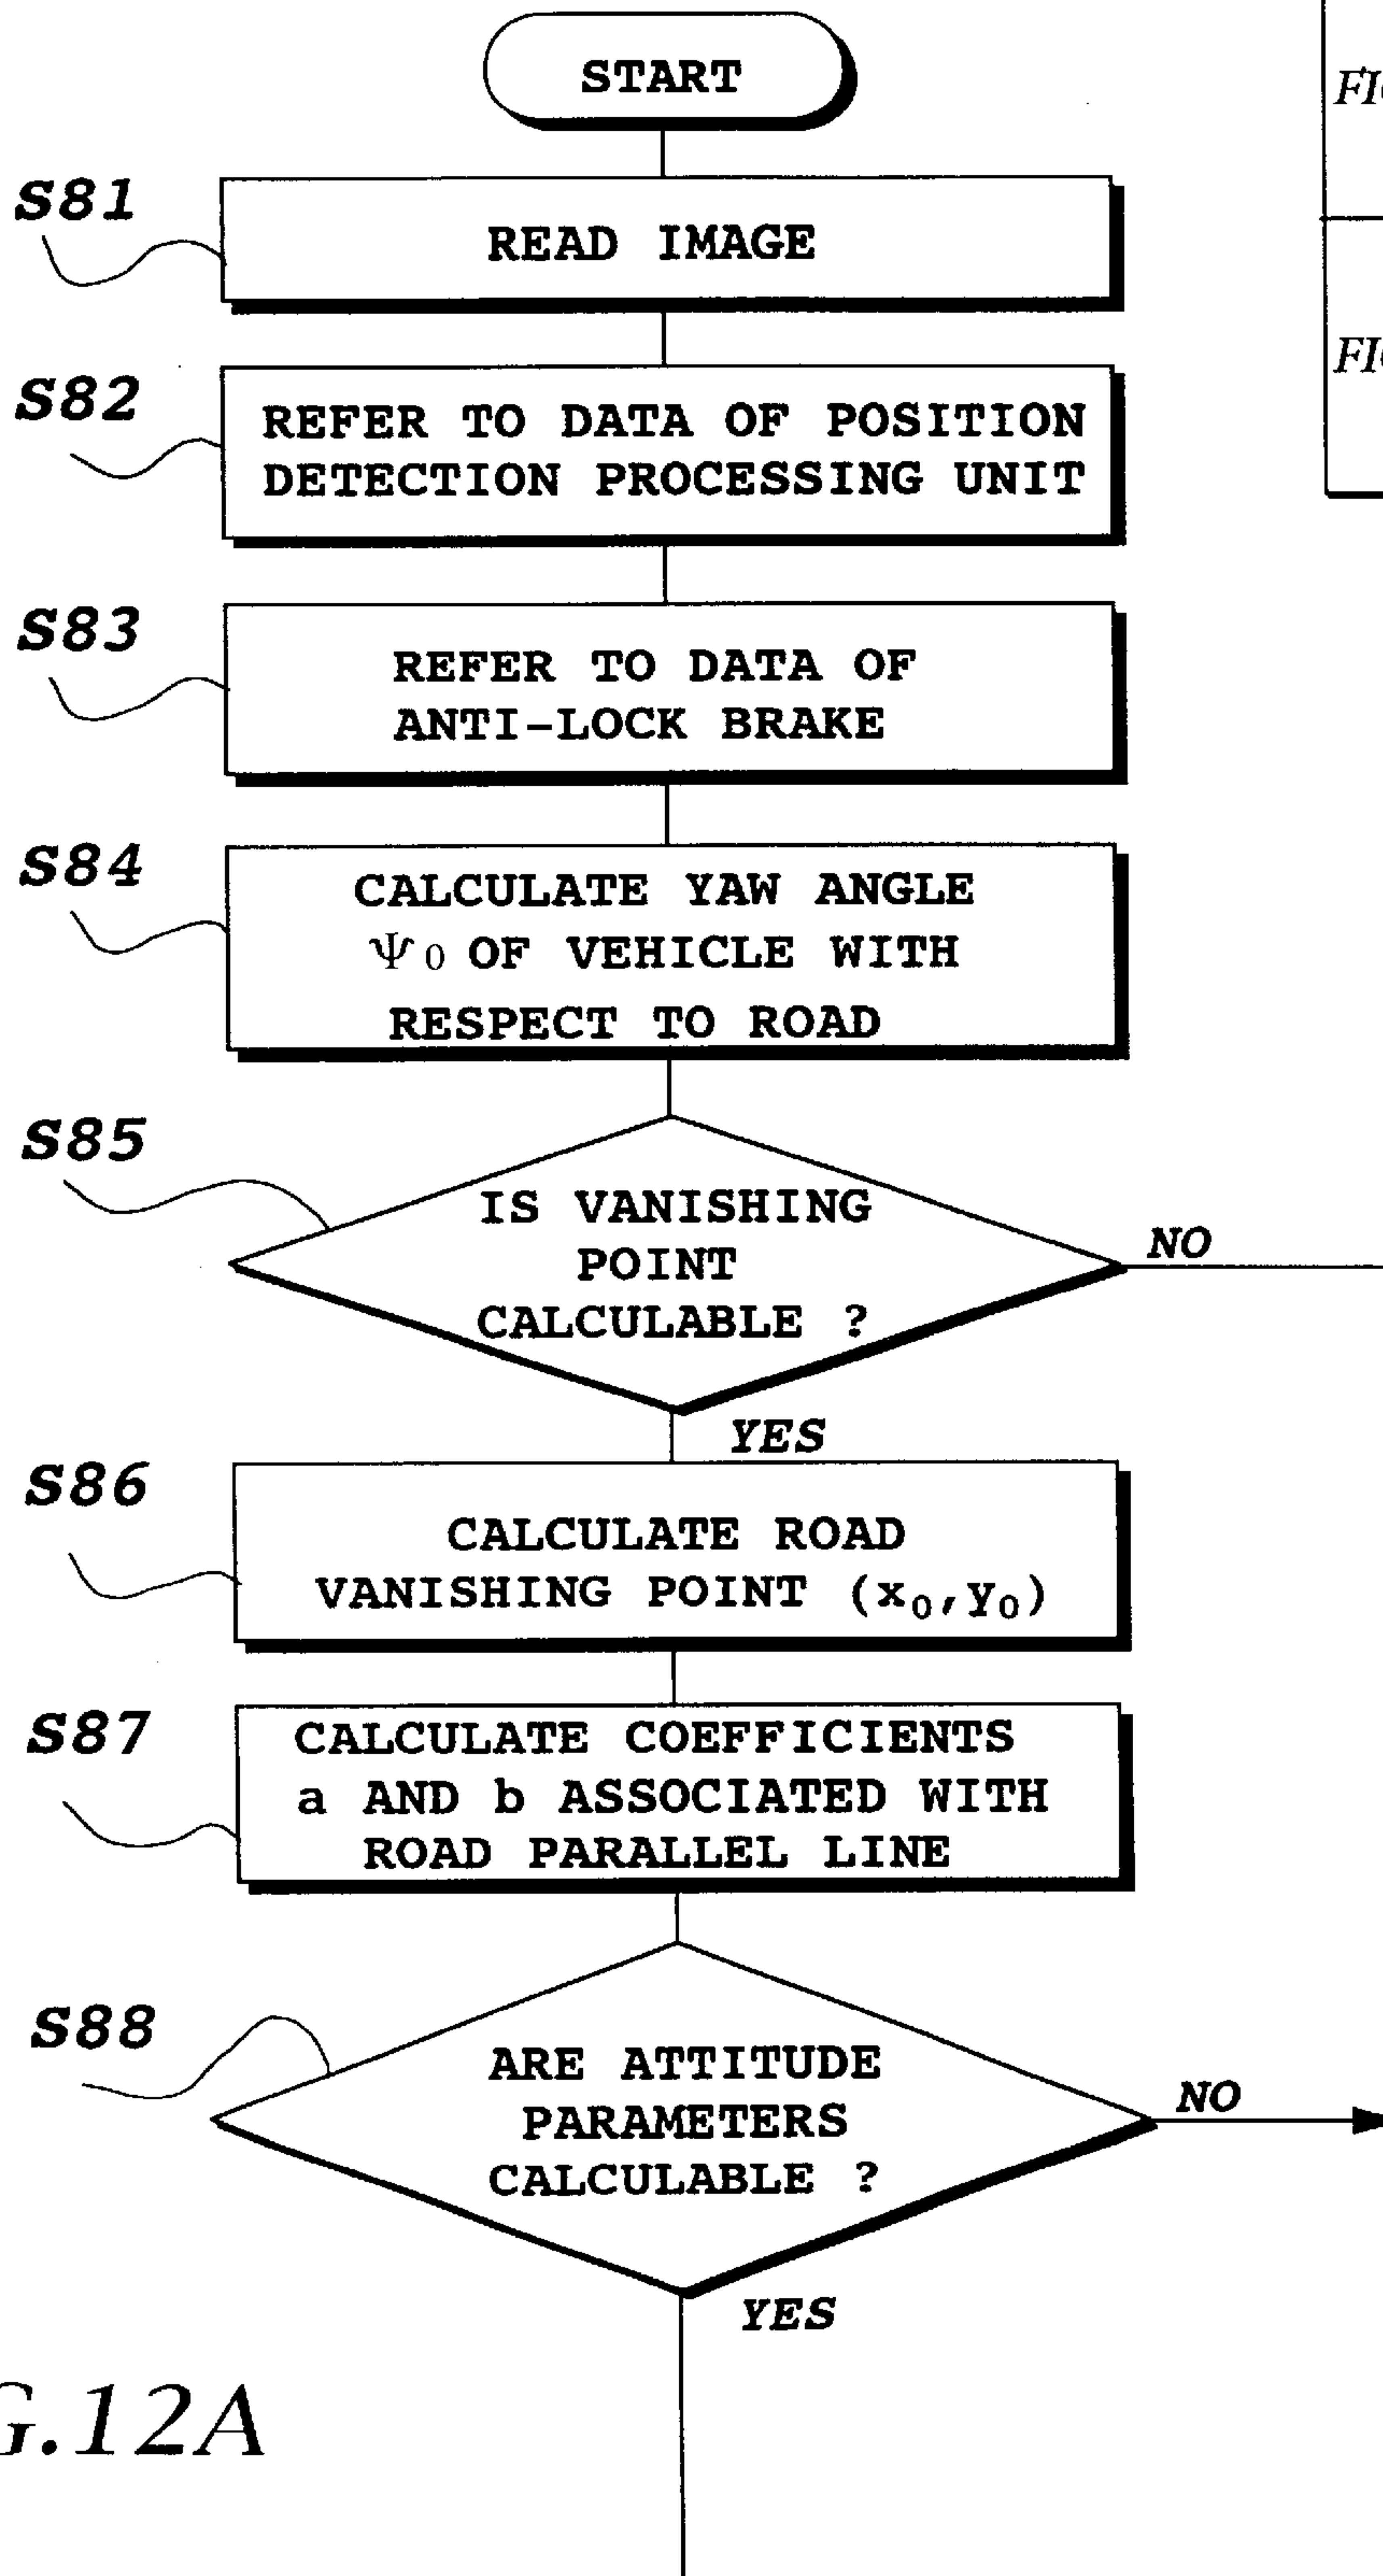 START
S81
READ IMAGE
S82
REFER TO DATA OF POSITION
DETECTION PROCESSING UNIT
S83
REFER TO DATA OF
ANTI-LOCK BRAKE
S84
CALCULATE YAW ANGLE
Ψ₀ OF VEHICLE WITH
RESPECT TO ROAD
S85
IS VANISHING
POINT
CALCULABLE ?
NO
YES
S86
CALCULATE ROAD
VANISHING POINT (x₀,y₀)
S87
CALCULATE COEFFICIENTS
a AND b ASSOCIATED WITH
ROAD PARALLEL LINE
S88
ARE ATTITUDE
PARAMETERS
CALCULABLE ?
NO
YES
G.12A